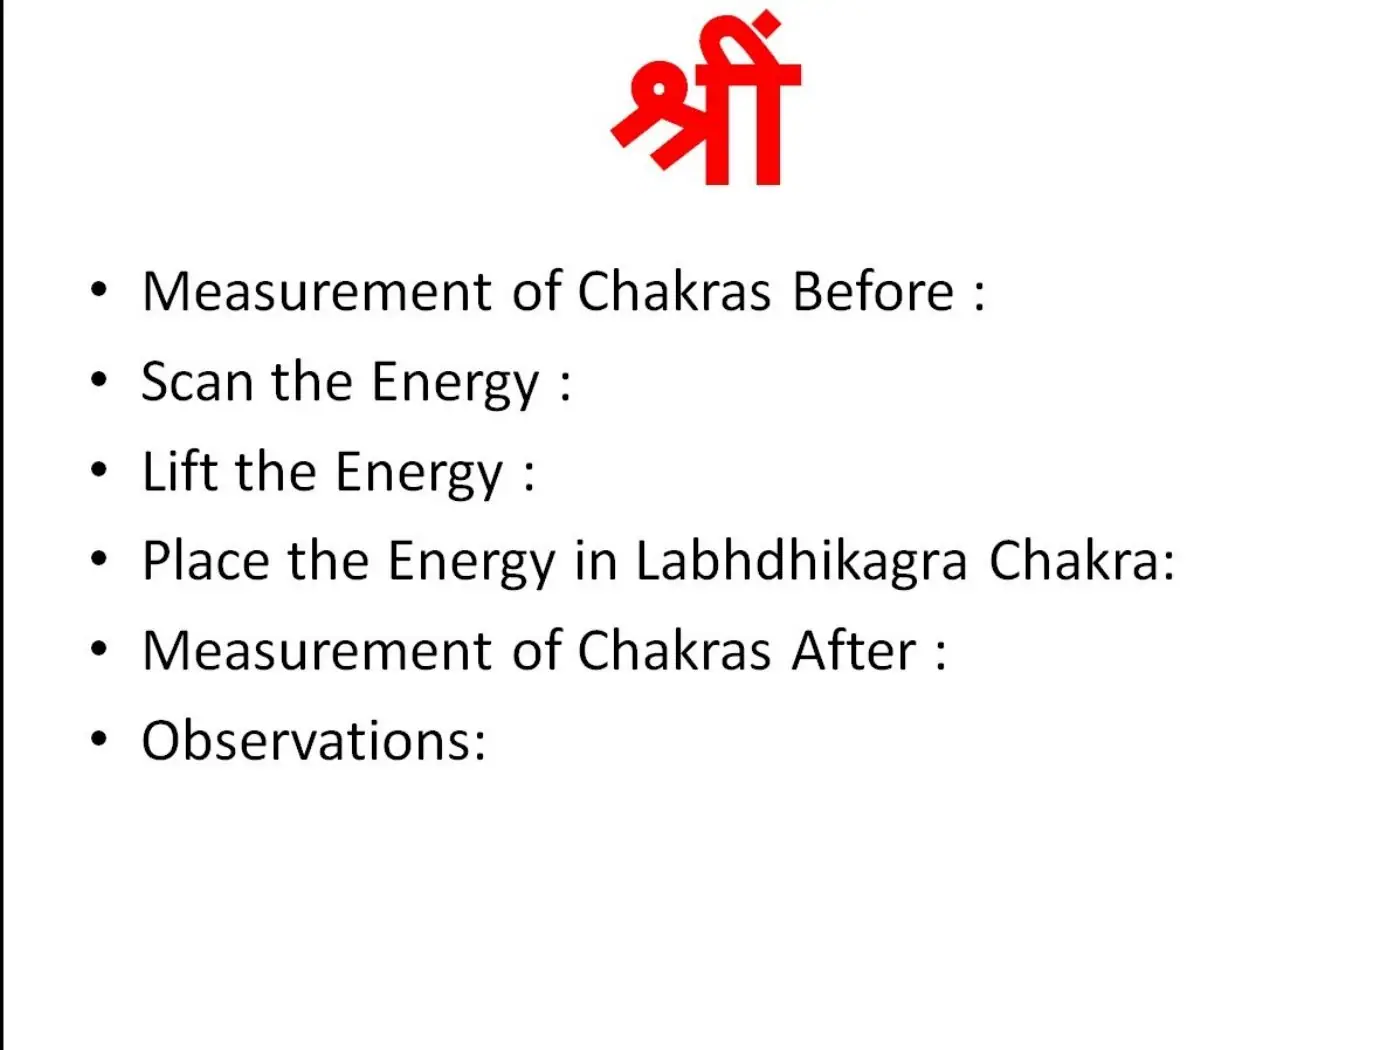 श्रीं
• Measurement of Chakras Before :
• Scan the Energy :
• Lift the Energy :
• Place the Energy in Labhdhikagra Chakra:
• Measurement of Chakras After :
• Observations: